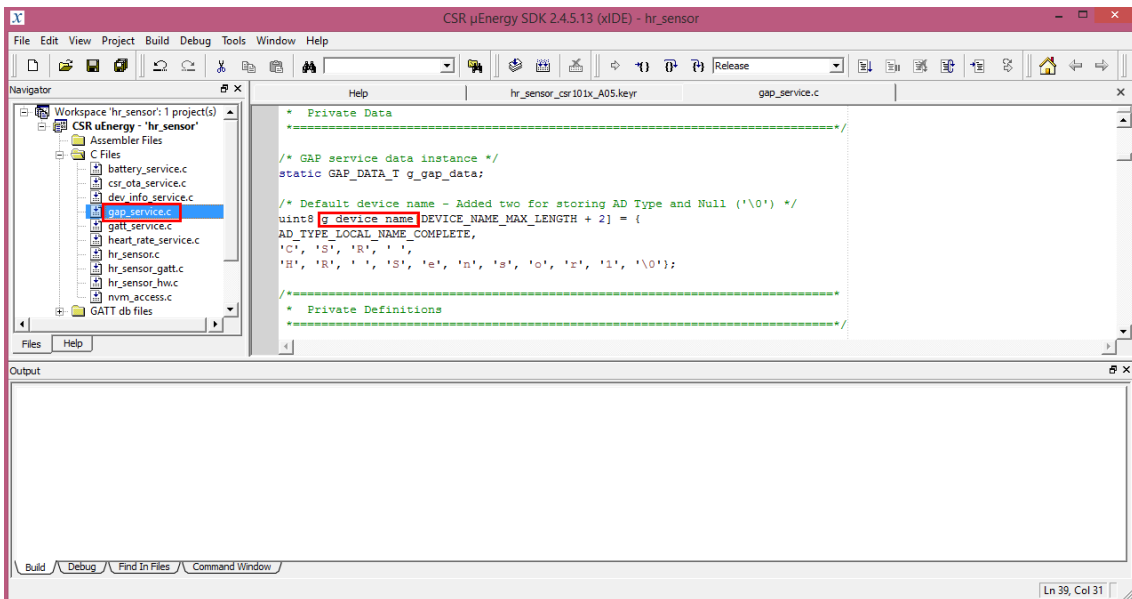 CSR µEnergy SDK 2.4.5.13 (xIDE) - hr_sensor
File Edit View Project Build Debug Tools Window Help
Release
Navigator
Workspace 'hr_sensor': 1 project(s)
CSR uEnergy - 'hr_sensor'
Assembler Files
C Files
battery_service.c
csr_ota_service.c
dev_info_service.c
gap_service.c
gatt_service.c
heart_rate_service.c
hr_sensor.c
hr_sensor_gatt.c
hr_sensor_hw.c
nvm_access.c
GATT db files
Files Help
Help hr_sensor_csr101x_A05.keyr gap_service.c
* Private Data
*============================================================================*/
/* GAP service data instance */
static GAP_DATA_T g_gap_data;
/* Default device name - Added two for storing AD Type and Null ('\0') */
uint8 g_device_name[DEVICE_NAME_MAX_LENGTH + 2] = {
AD_TYPE_LOCAL_NAME_COMPLETE,
'C', 'S', 'R', ' ',
'H', 'R', ' ', 'S', 'e', 'n', 's', 'o', 'r', '1', '\0'};
/*============================================================================*
* Private Definitions
*============================================================================*/
Output
Build Debug Find In Files Command Window
Ln 39, Col 31